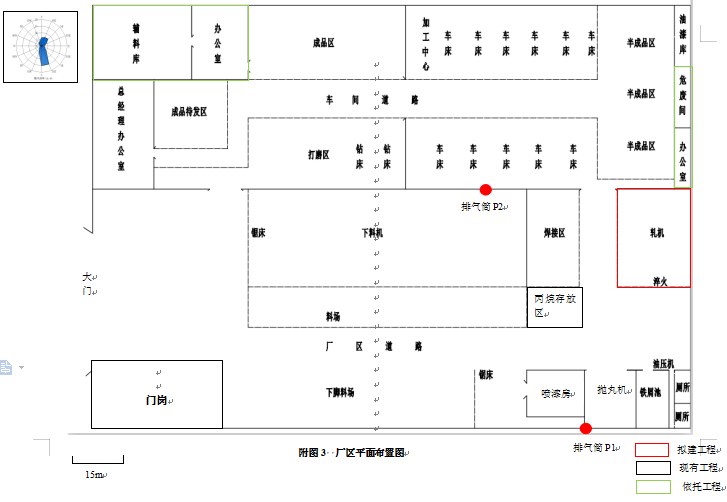 辅料库
办公室
成品区
加工中心
车床
车床
车床
车床
车床
车床
半成品区
油漆库
总经理办公室
成品待发区
车间道路
半成品区
危废间
打磨区
钻床
钻床
车床
车床
车床
车床
车床
半成品区
办公室
排气筒P2
锯床
下料机
焊接区
轧机
大门
淬火
丙烷存放区
料场
厂区道路
油压机
门岗
下脚料场
锯床
喷漆房
抛丸机
铁屑池
厕所
厕所
附图3 厂区平面布置图
排气筒P1
拟建工程
现有工程
依托工程
15m